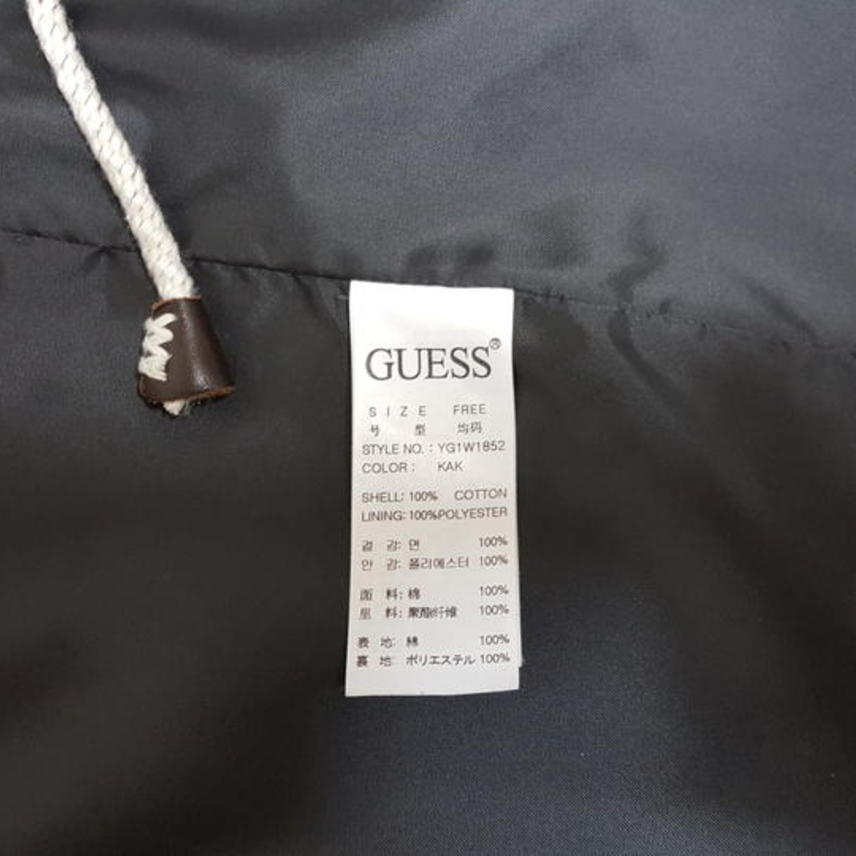 GUESS®
SIZE FREE
号 型 均码
STYLE NO. : YG1W1852
COLOR : KAK
SHELL: 100% COTTON
LINING: 100%POLYESTER
겉 감: 면 100%
안 감: 폴리에스터 100%
面 料: 棉 100%
里 料: 聚酯纤维 100%
表 地: 綿 100%
裏 地: ポリエステル 100%